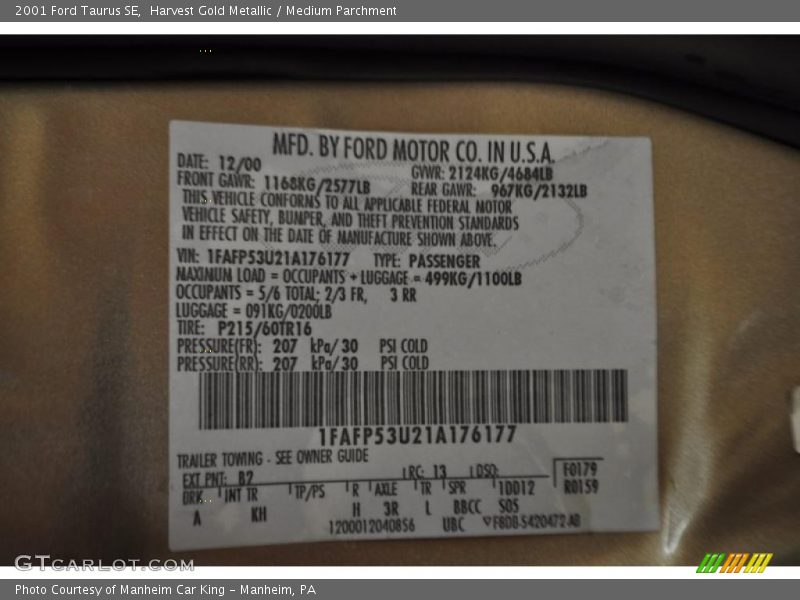 2001 Ford Taurus SE,  Harvest Gold Metallic / Medium Parchment
MFD. BY FORD MOTOR CO. IN U.S.A.
DATE: 12/00 GVWR: 2124KG/4684LB
FRONT GAWR: 1168KG/2577LB REAR GAWR: 967KG/2132LB
THIS VEHICLE CONFORMS TO ALL APPLICABLE FEDERAL MOTOR
VEHICLE SAFETY, BUMPER, AND THEFT PREVENTION STANDARDS
IN EFFECT ON THE DATE OF MANUFACTURE SHOWN ABOVE.
VIN: 1FAFP53U21A176177 TYPE: PASSENGER
MAXIMUM LOAD = OCCUPANTS + LUGGAGE = 499KG/1100LB
OCCUPANTS = 5/6 TOTAL; 2/3 FR, 3 RR
LUGGAGE = 091KG/0200LB
TIRE: P215/60TR16
PRESSURE(FR): 207 kPa/ 30 PSI COLD
PRESSURE(RR): 207 kPa/ 30 PSI COLD
1FAFP53U21A176177
TRAILER TOWING - SEE OWNER GUIDE
EXT PNT: B2 RC: 13 DSO: F0179
BRK INT TR TP/PS R AXLE TR SPR 10D12 R0159
A KH H 3R L BBCC S05
1200012040856 UBC ▽F8DB-5420472-AB
GTCARLOT.COM
Photo Courtesy of Manheim Car King - Manheim, PA